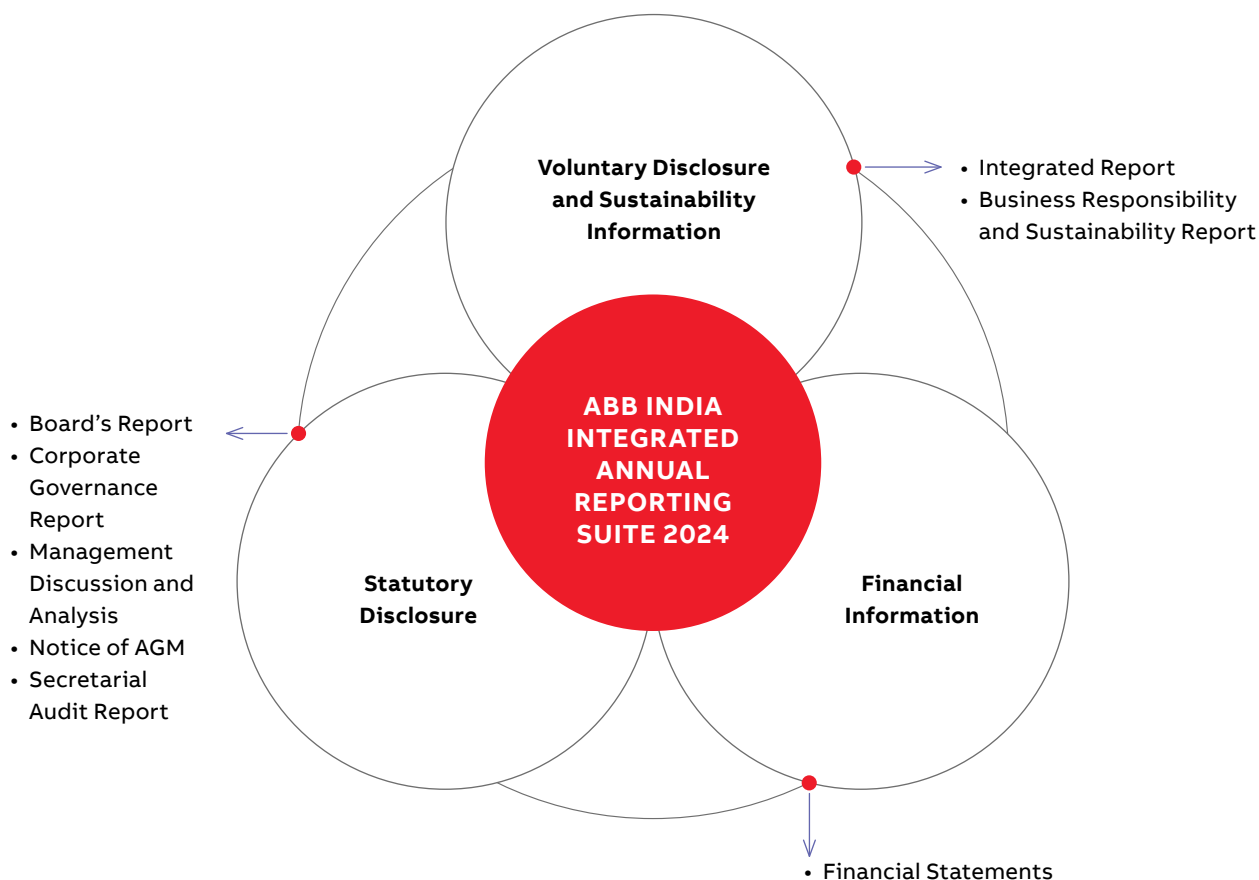 Voluntary Disclosure
and Sustainability
Information
• Integrated Report
• Business Responsibility
and Sustainability Report
ABB INDIA
INTEGRATED
ANNUAL
REPORTING
SUITE 2024
• Board’s Report
• Corporate
Governance
Report
• Management
Discussion and
Analysis
• Notice of AGM
• Secretarial
Audit Report
Statutory
Disclosure
Financial
Information
• Financial Statements